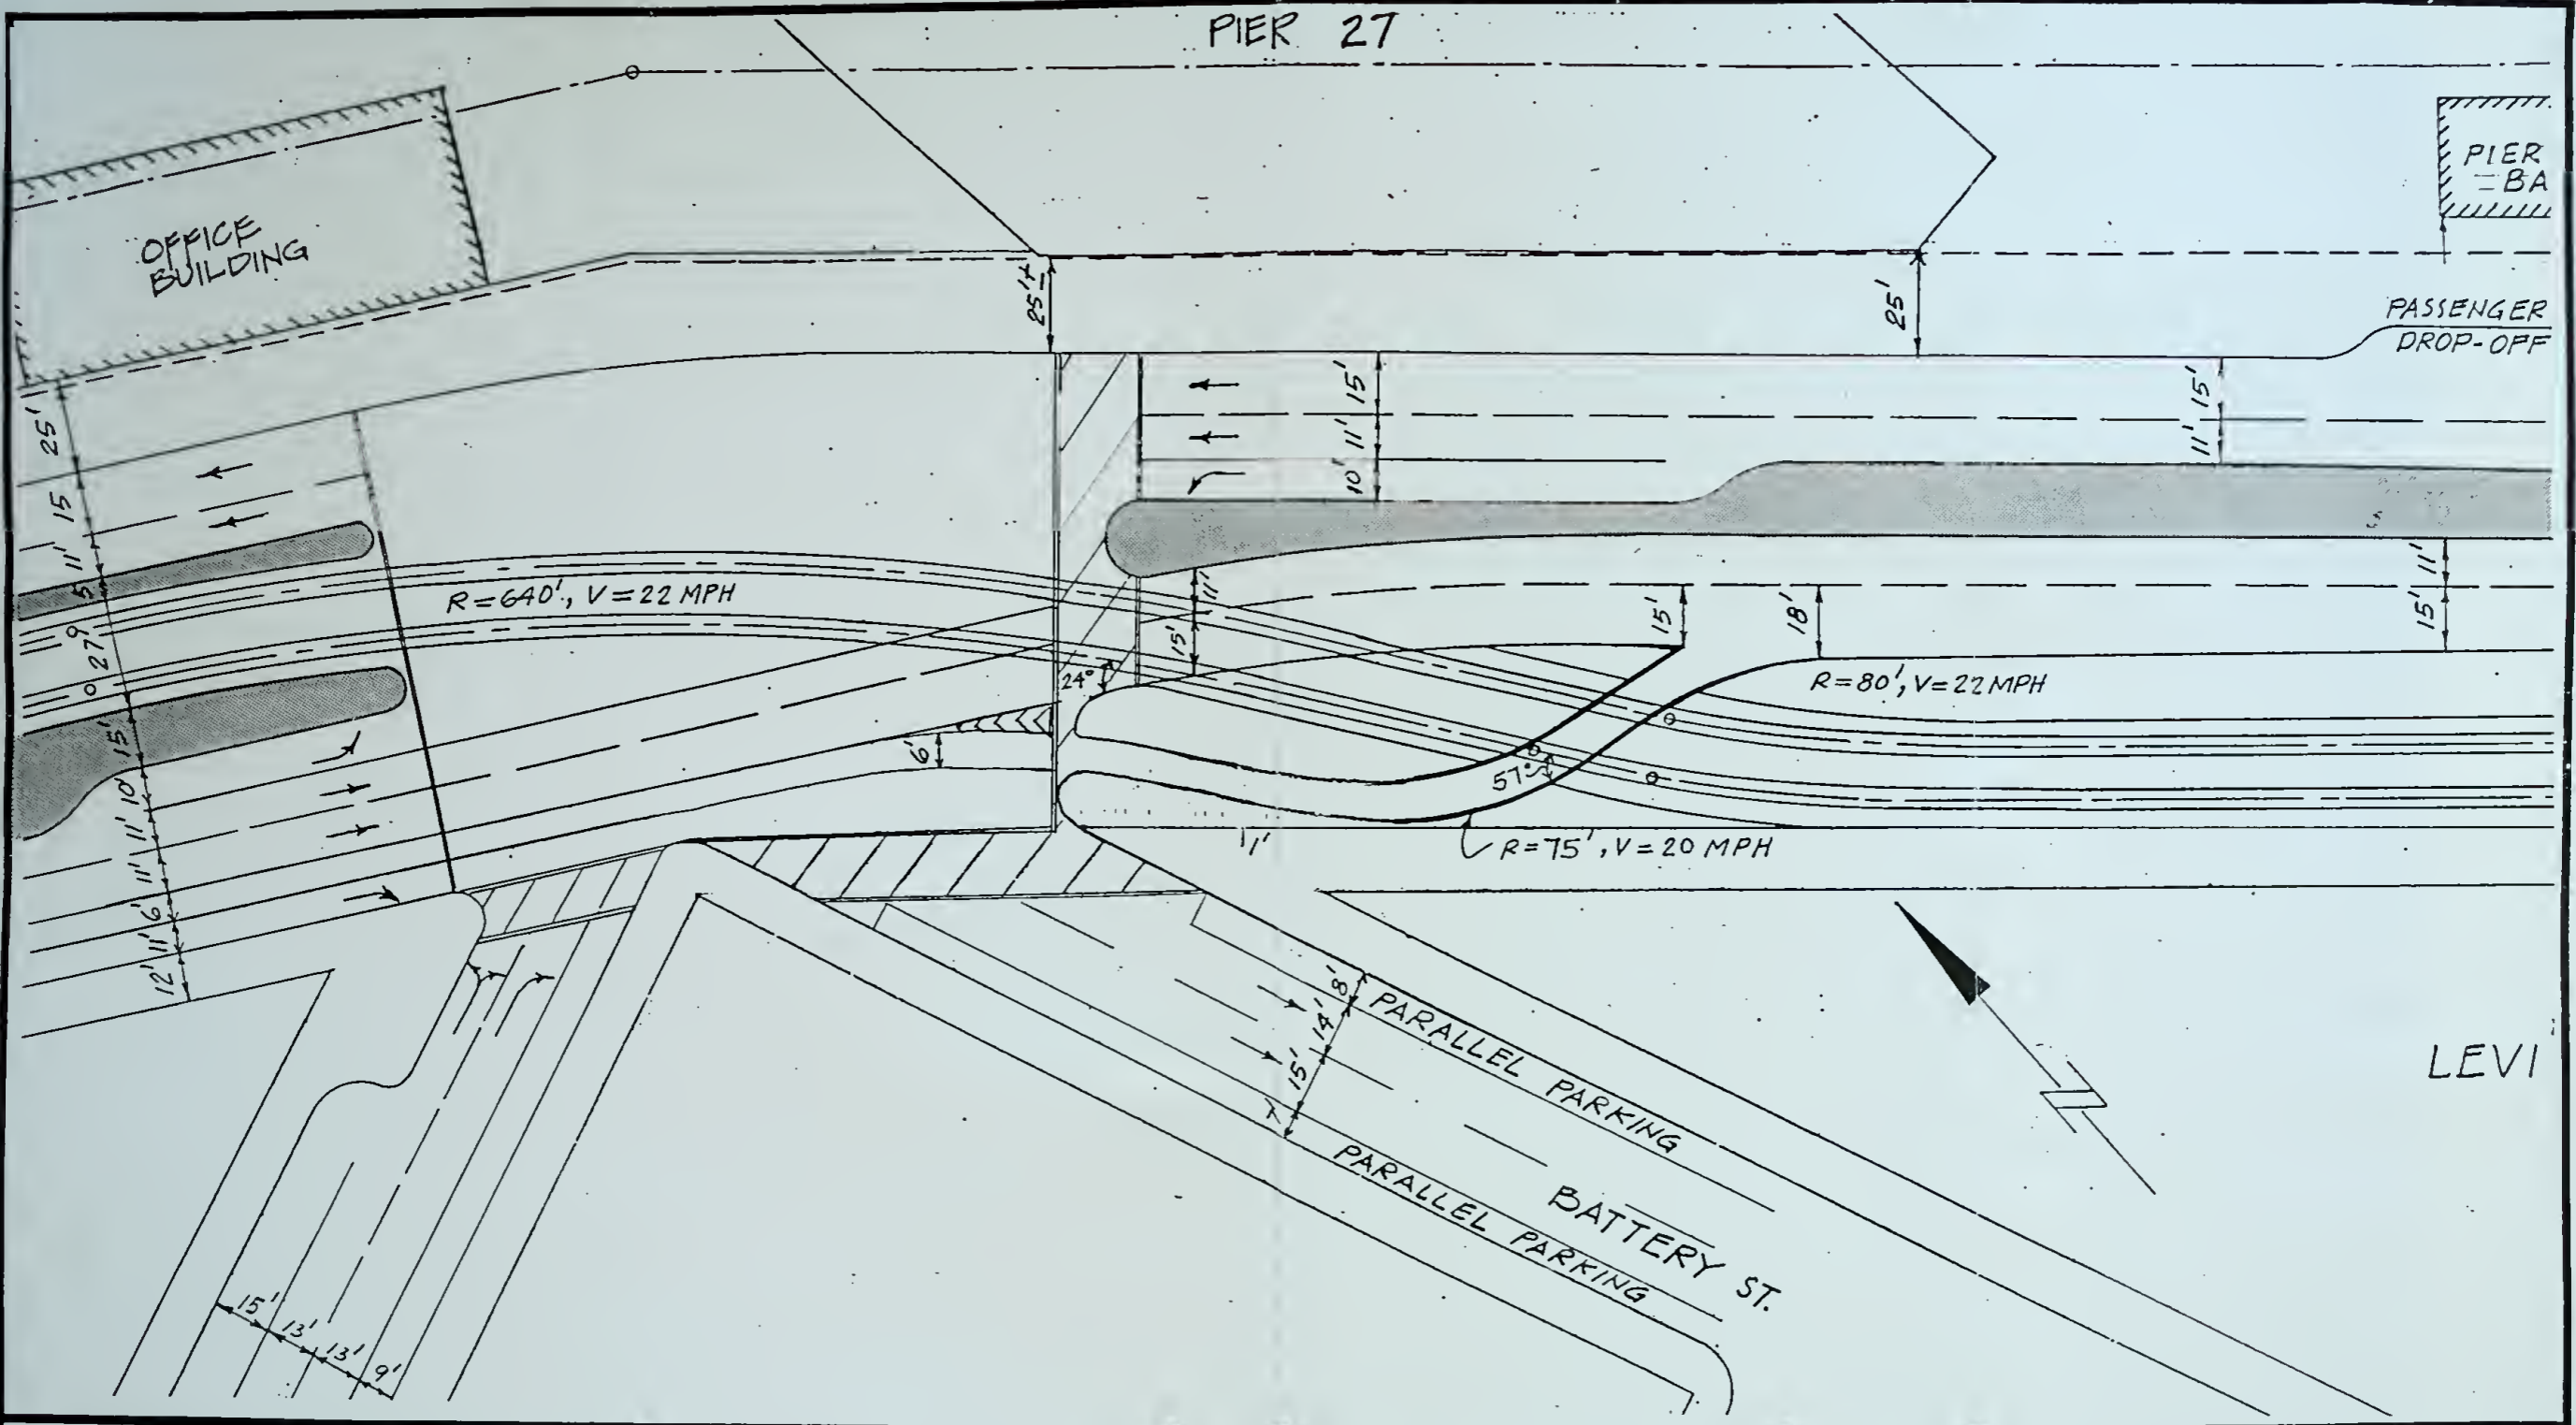 PIER 27
OFFICE
BUILDING
PIER
BA
PASSENGER
DROP-OFF
25'±
25'
15'
11'
10'
15'
11'
25'
15
11'
5'
27'
15'
10'
11'
11'
6'
11'
12'
R=640', V=22 MPH
11'
15'
24°
6'
15'
18'
11'
15'
R=80', V=22 MPH
57°
R=75', V=20 MPH
11'
8'
14'
15'
PARALLEL PARKING
PARALLEL PARKING
BATTERY ST.
LEVI
15'
13'
13'
9'